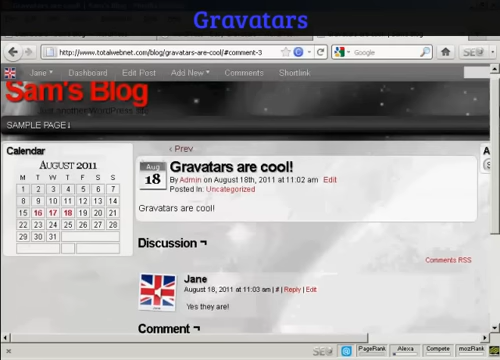 Gravatars
http://www.totalwebnet.com/blog/gravatars-are-cool/#comment-3
Google
Jane Dashboard Edit Post Add New Comments Shortlink
Sam's Blog
Just another WordPress
SAMPLE PAGE↓
Calendar
AUGUST 2011
M T W T F S S
1 2 3 4 5 6 7
8 9 10 11 12 13 14
15 16 17 18 19 20 21
22 23 24 25 26 27 28
29 30 31
‹ Prev
Aug
18
Gravatars are cool!
By Admin on August 18th, 2011 at 11:02 am Edit
Posted In: Uncategorized
Gravatars are cool!
Discussion ¬
Comments RSS
Jane
August 18, 2011 at 11:03 am | # | Reply | Edit
Yes they are!
Comment ¬
PageRank Alexa Compete mozRank